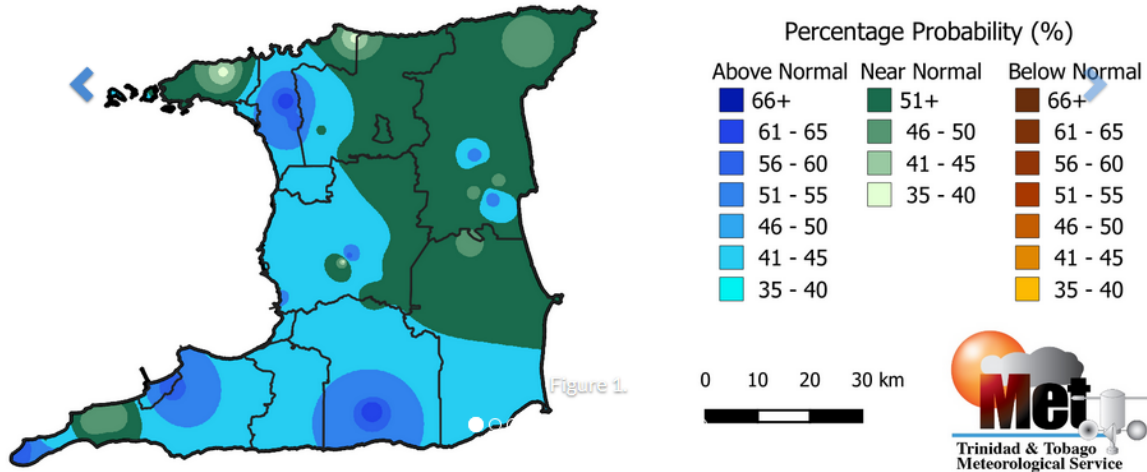 Percentage Probability (%)
Above Normal Near Normal Below Normal
66+ 51+ 66+
61 - 65 46 - 50 61 - 65
56 - 60 41 - 45 56 - 60
51 - 55 35 - 40 51 - 55
46 - 50 46 - 50
41 - 45 41 - 45
35 - 40 35 - 40
Figure 1.
0 10 20 30 km
Met
Trinidad & Tobago
Meteorological Service